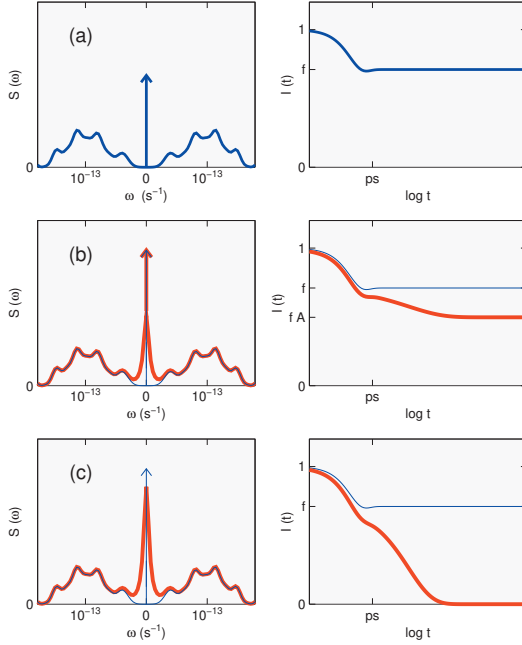 (a)
S (ω)
0
10⁻¹³ 0 10⁻¹³
ω (s⁻¹)
I (t)
1
f
0
ps
log t
(b)
S (ω)
0
10⁻¹³ 0 10⁻¹³
ω (s⁻¹)
I (t)
1
f
f A
0
ps
log t
(c)
S (ω)
0
10⁻¹³ 0 10⁻¹³
ω (s⁻¹)
I (t)
1
f
0
ps
log t